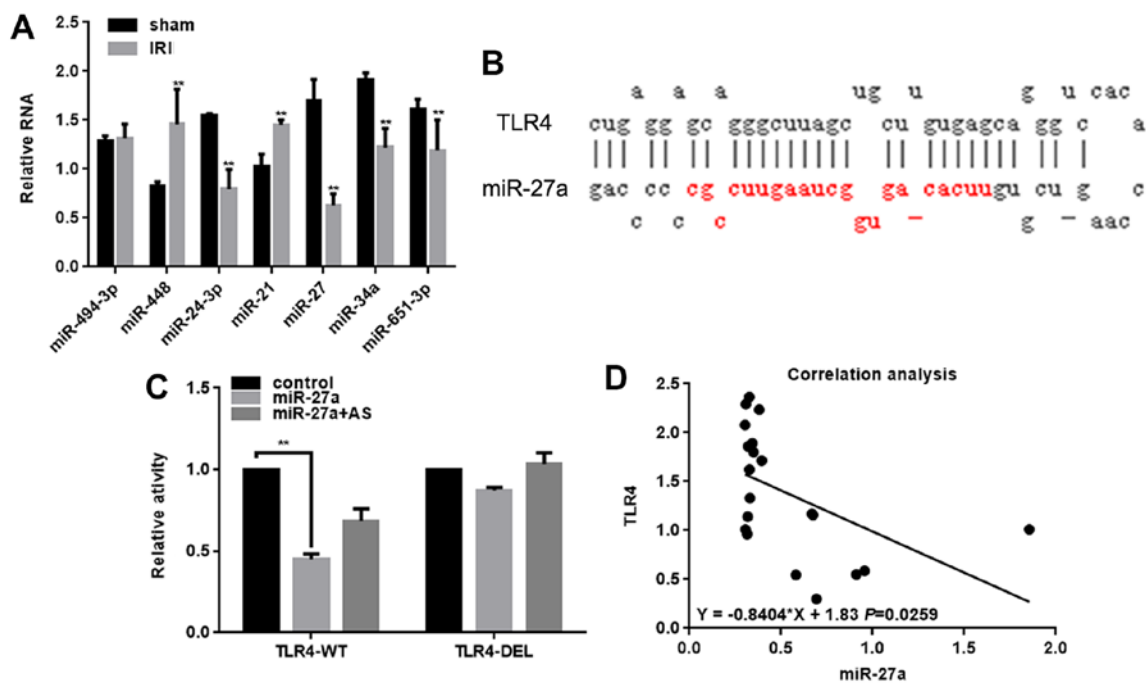 A
sham
IRI
Relative RNA
2.5
2.0
1.5
1.0
0.5
0.0
** ** ** ** ** **
miR-494-3p miR-448 miR-24-3p miR-21 miR-27 miR-34a miR-651-3p
B
a a a ug u g u cac
TLR4 cug gg gc gggcuuagc cu gugagca gg c a
miR-27a gac cc cg cuugaaucg ga cacuugu cu g c
c c c gu – g – aac
C
control
miR-27a
miR-27a+AS
Relative ativity
1.5
1.0
0.5
0.0
**
TLR4-WT TLR4-DEL
D
Correlation analysis
TLR4
2.5
2.0
1.5
1.0
0.5
0.0
Y = -0.8404*X + 1.83 P=0.0259
0.0 0.5 1.0 1.5 2.0
miR-27a